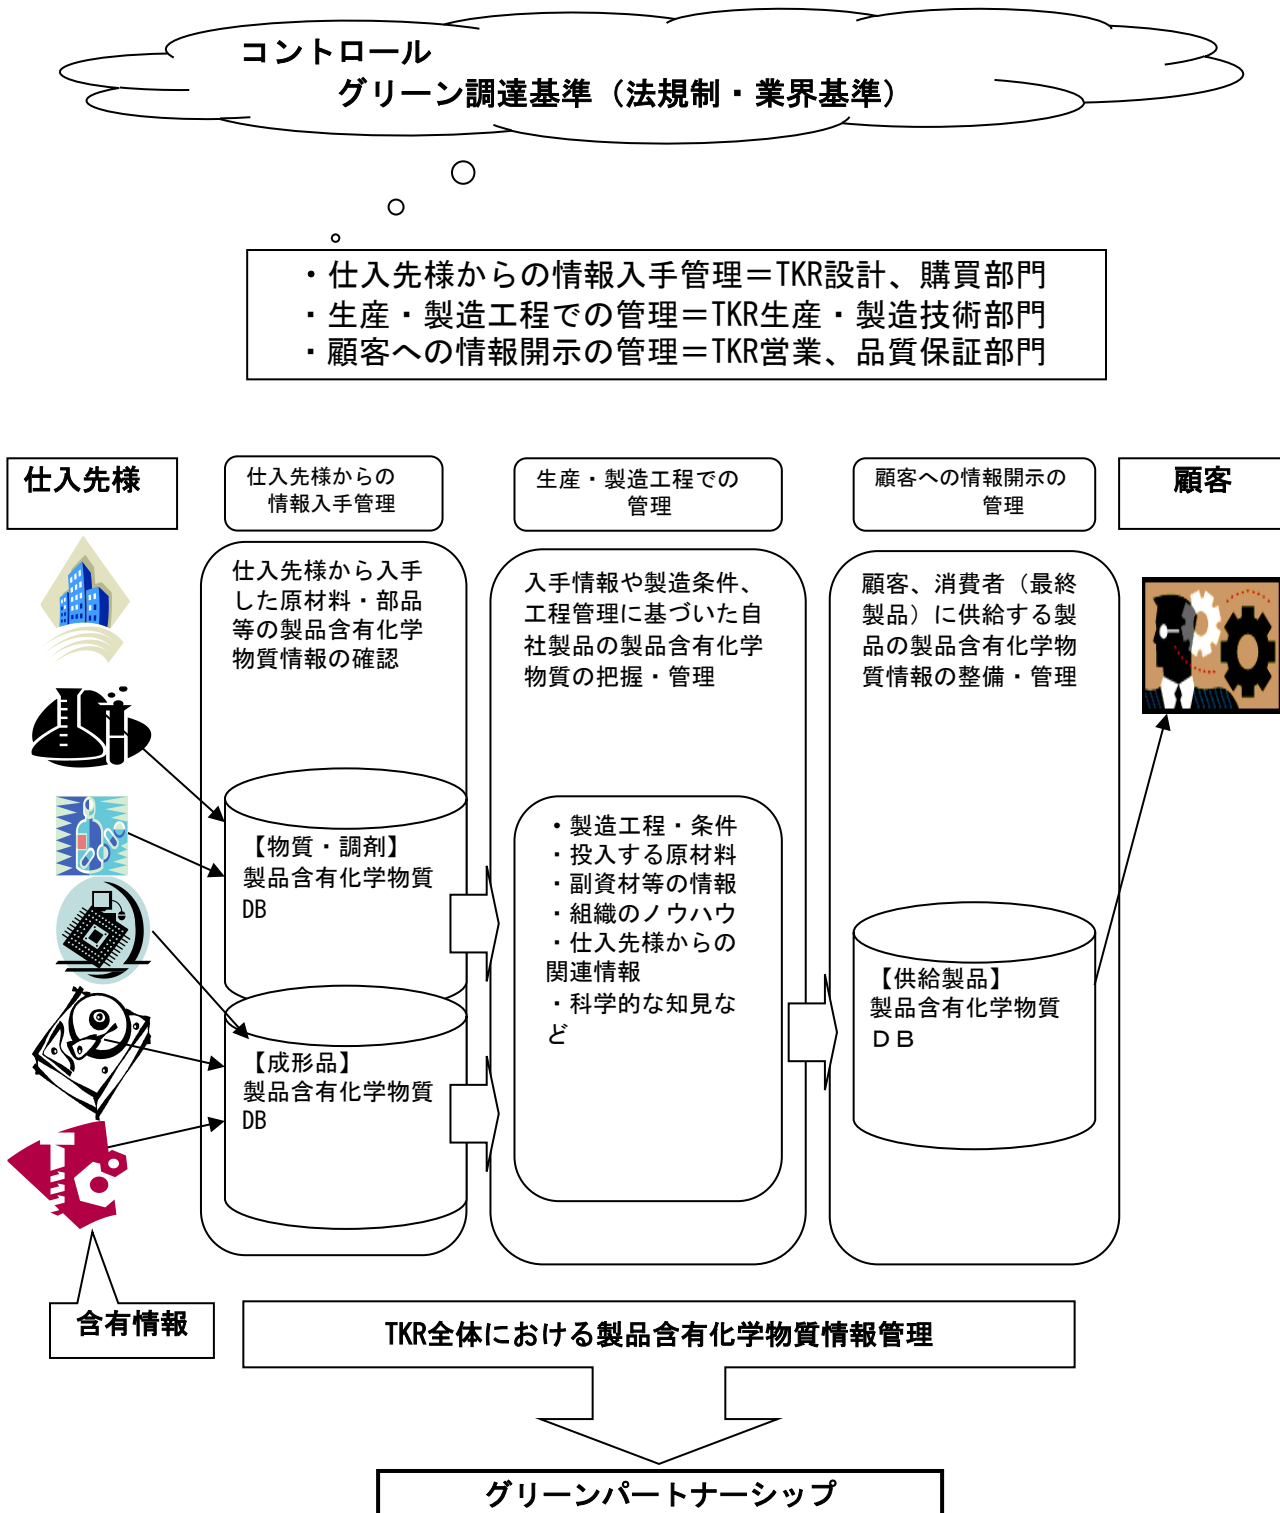 コントロール
グリーン調達基準（法規制・業界基準）
・仕入先様からの情報入手管理＝TKR設計、購買部門
・生産・製造工程での管理＝TKR生産・製造技術部門
・顧客への情報開示の管理＝TKR営業、品質保証部門
仕入先様
仕入先様からの
情報入手管理
生産・製造工程での
管理
顧客への情報開示の
管理
顧客
仕入先様から入手
した原材料・部品
等の製品含有化学
物質情報の確認
入手情報や製造条件、
工程管理に基づいた自
社製品の製品含有化学
物質の把握・管理
顧客、消費者（最終
製品）に供給する製
品の製品含有化学物
質情報の整備・管理
【物質・調剤】
製品含有化学物質
DB
【成形品】
製品含有化学物質
DB
・製造工程・条件
・投入する原材料
・副資材等の情報
・組織のノウハウ
・仕入先様からの
関連情報
・科学的な知見な
ど
【供給製品】
製品含有化学物質
ＤＢ
含有情報
TKR全体における製品含有化学物質情報管理
グリーンパートナーシップ